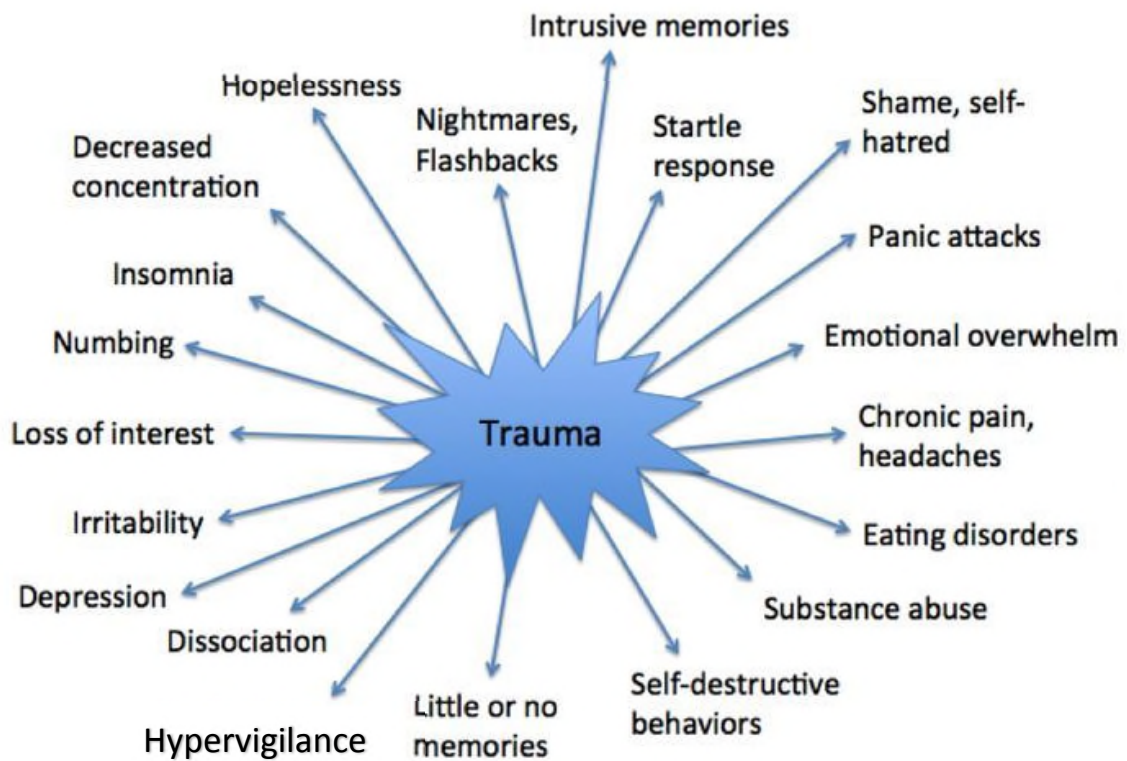 Intrusive memories
Hopelessness
Nightmares,
Flashbacks
Startle
response
Shame, self-
hatred
Decreased
concentration
Panic attacks
Insomnia
Emotional overwhelm
Numbing
Trauma
Loss of interest
Chronic pain,
headaches
Irritability
Eating disorders
Depression
Substance abuse
Dissociation
Self-destructive
behaviors
Little or no
memories
Hypervigilance